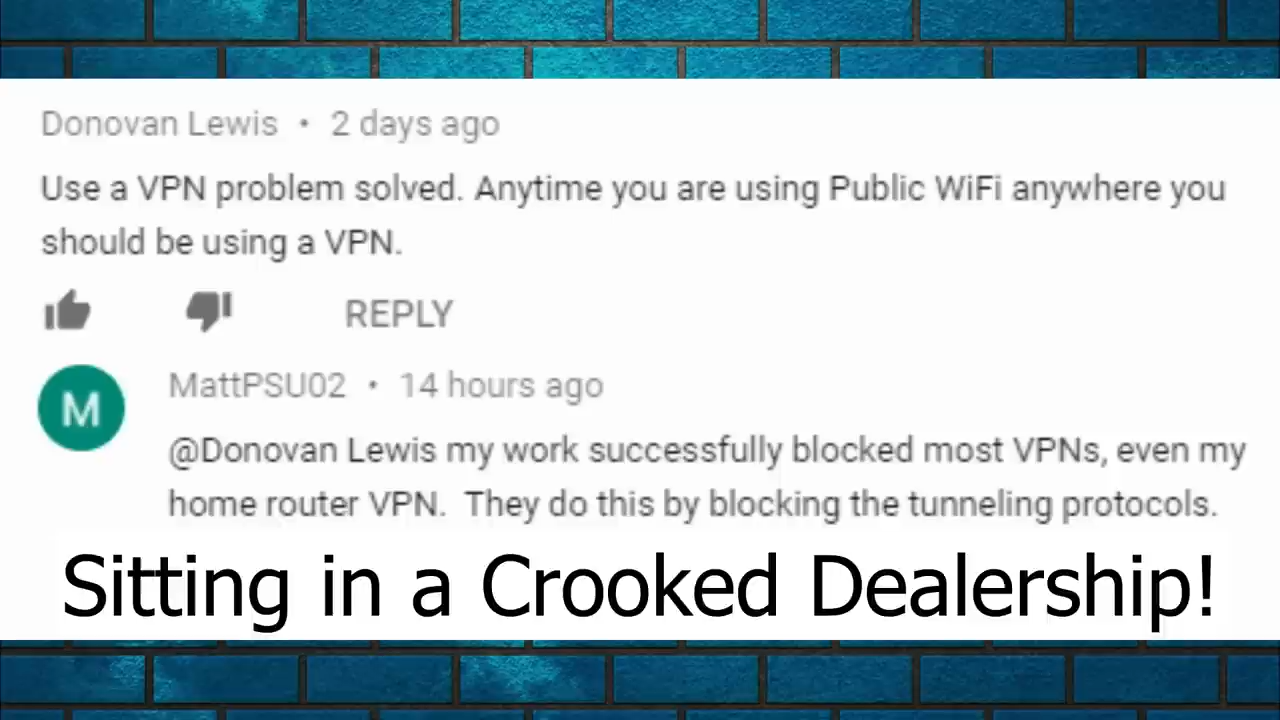 Donovan Lewis • 2 days ago
Use a VPN problem solved. Anytime you are using Public WiFi anywhere you
should be using a VPN.
REPLY
M
MattPSU02 • 14 hours ago
@Donovan Lewis my work successfully blocked most VPNs, even my
home router VPN.  They do this by blocking the tunneling protocols.
Sitting in a Crooked Dealership!